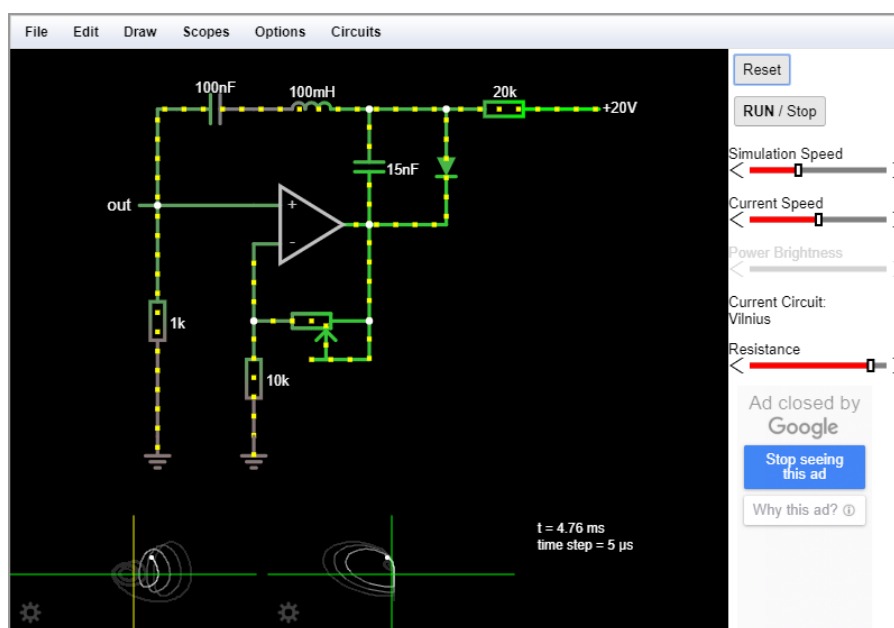 File Edit Draw Scopes Options Circuits
Reset
RUN / Stop
Simulation Speed
Current Speed
Power Brightness
Current Circuit:
Vilnius
Resistance
Ad closed by
Google
Stop seeing
this ad
Why this ad?
100nF
100mH
20k
+20V
15nF
out
+
-
1k
10k
t = 4.76 ms
time step = 5 µs